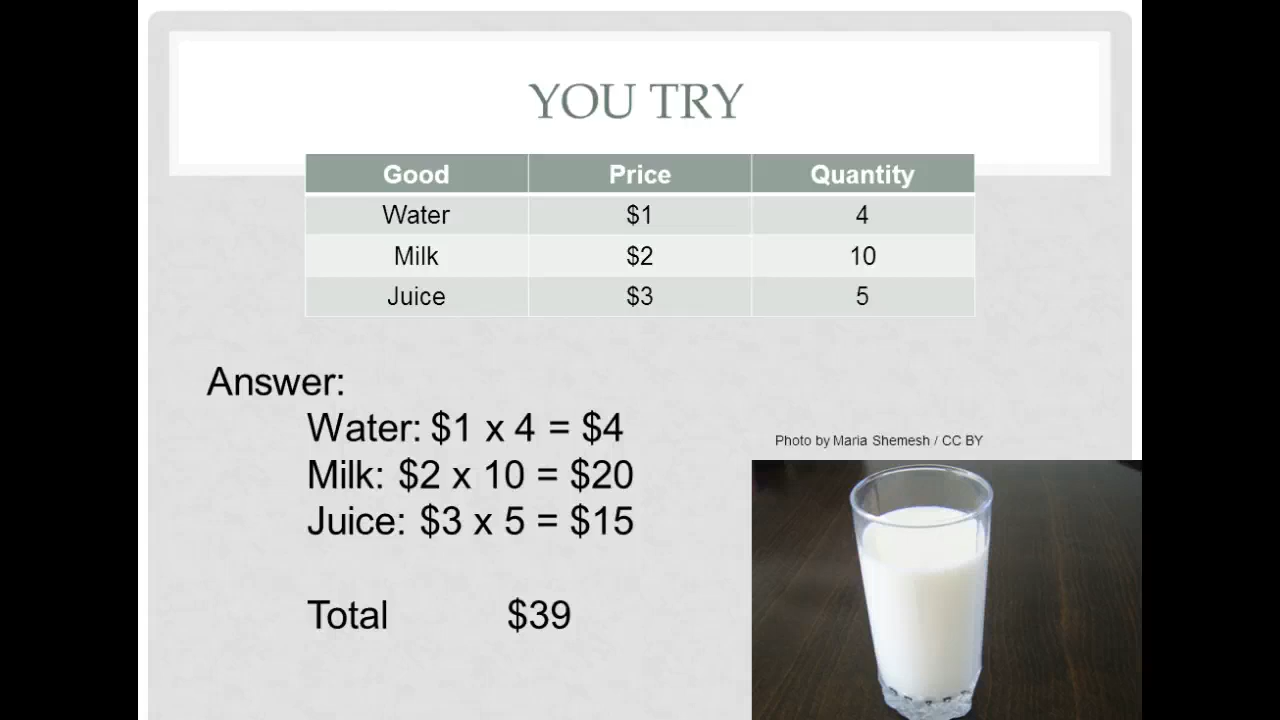 YOU TRY
Good Price Quantity
Water $1 4
Milk $2 10
Juice $3 5
Answer:
Water: $1 x 4 = $4
Milk: $2 x 10 = $20
Juice: $3 x 5 = $15
Total $39
Photo by Maria Shemesh / CC BY